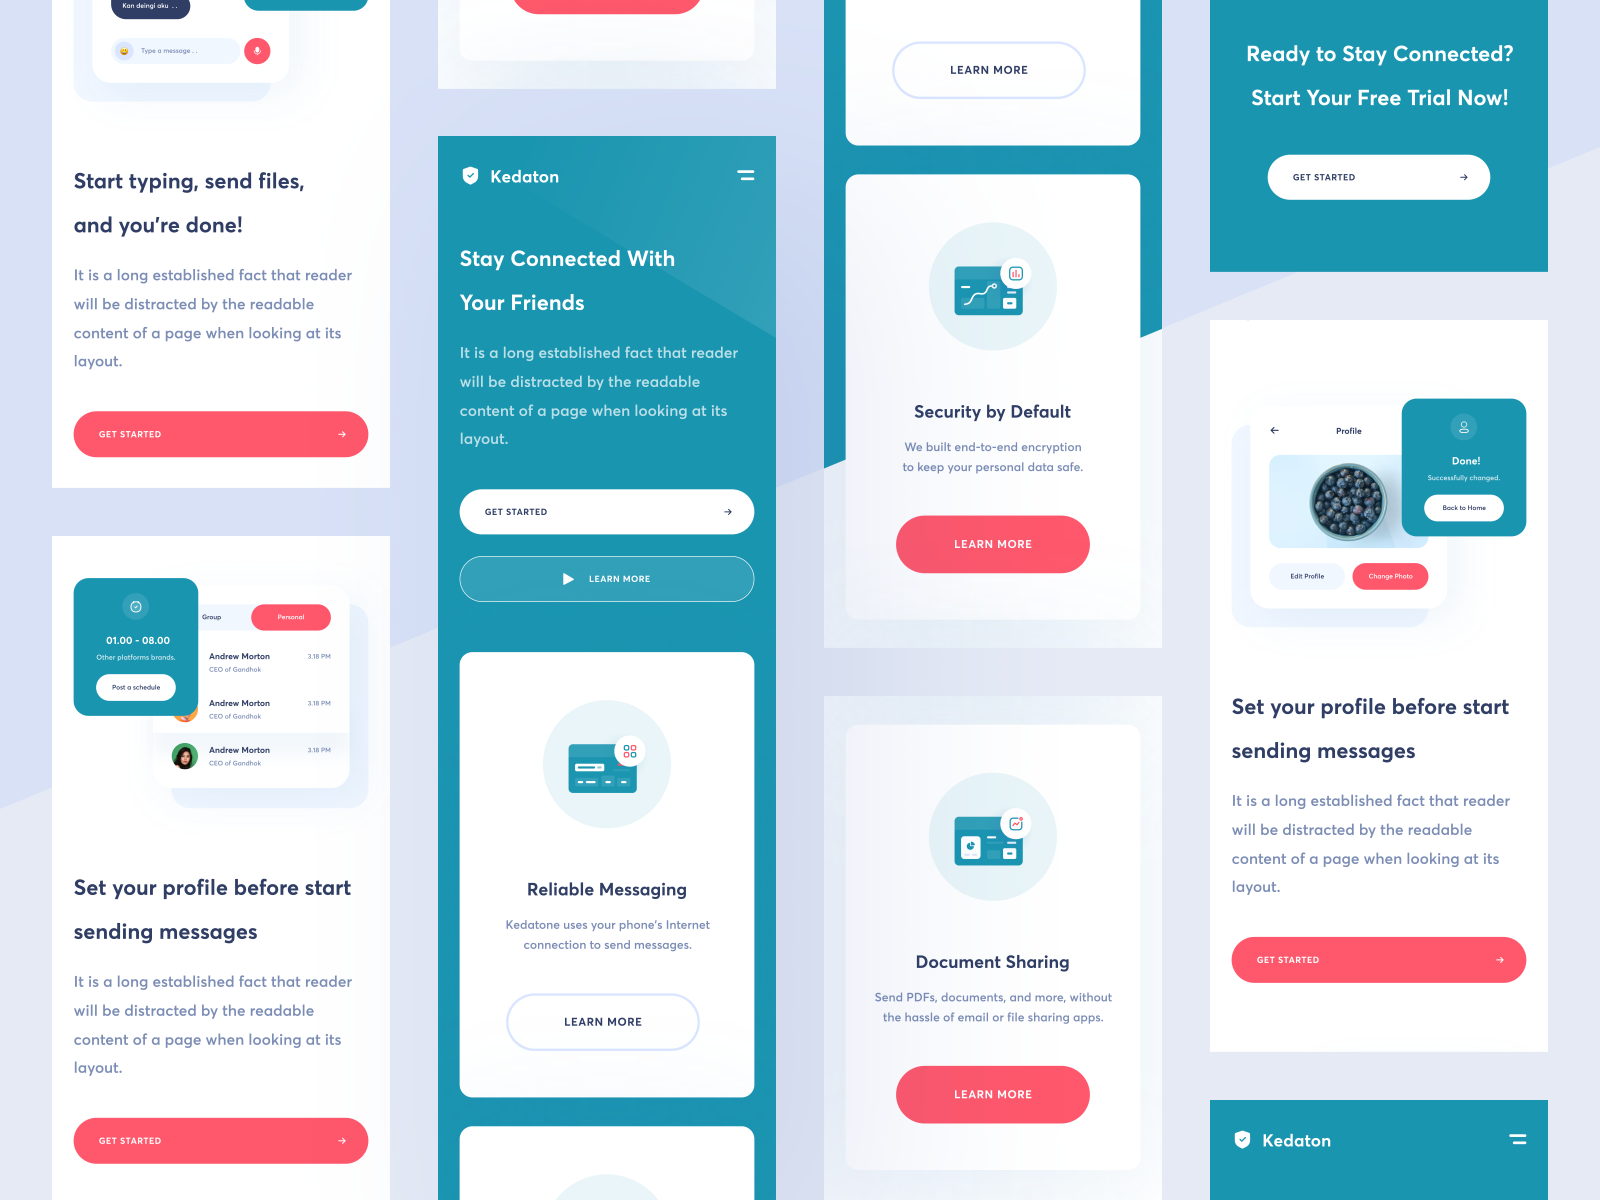 Kan deingi aku . .
Type a message . .
Start typing, send files,
and you're done!
It is a long established fact that reader
will be distracted by the readable
content of a page when looking at its
layout.
GET STARTED
01.00 - 08.00
Other platforms brands.
Post a schedule
Group
Personal
Andrew Morton
3.18 PM
CEO of Gandhok
Andrew Morton
3.18 PM
CEO of Gandhok
Andrew Morton
3.18 PM
CEO of Gandhok
Set your profile before start
sending messages
It is a long established fact that reader
will be distracted by the readable
content of a page when looking at its
layout.
GET STARTED
Kedaton
Stay Connected With
Your Friends
It is a long established fact that reader
will be distracted by the readable
content of a page when looking at its
layout.
GET STARTED
LEARN MORE
Reliable Messaging
Kedatone uses your phone's Internet
connection to send messages.
LEARN MORE
LEARN MORE
Security by Default
We built end-to-end encryption
to keep your personal data safe.
LEARN MORE
Document Sharing
Send PDFs, documents, and more, without
the hassle of email or file sharing apps.
LEARN MORE
Ready to Stay Connected?
Start Your Free Trial Now!
GET STARTED
Profile
Done!
Successfully changed.
Back to Home
Edit Profile
Change Photo
Set your profile before start
sending messages
It is a long established fact that reader
will be distracted by the readable
content of a page when looking at its
layout.
GET STARTED
Kedaton